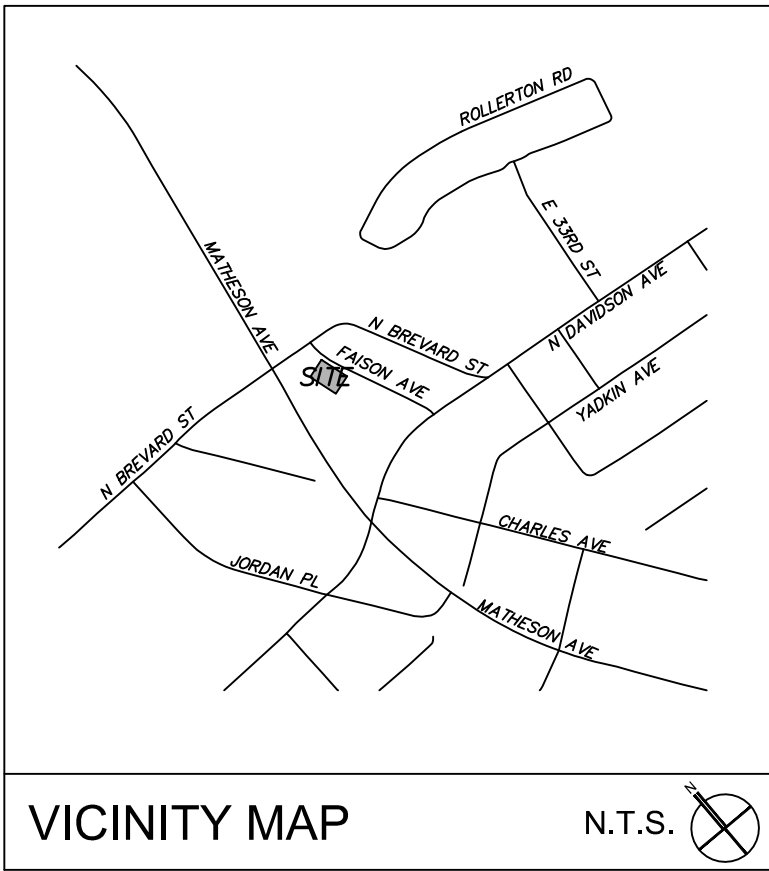 ROLLERTON RD
E 33RD ST
MATHESON AVE
N DAVIDSON AVE
N BREVARD ST
FAISON AVE
SITE
YADKIN AVE
N BREVARD ST
CHARLES AVE
JORDAN PL
MATHESON AVE
VICINITY MAP
N.T.S.
N